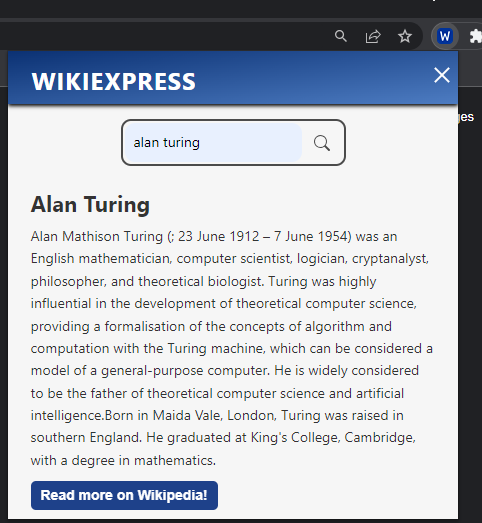 W
WIKIEXPRESS
ges
alan turing
Alan Turing
Alan Mathison Turing (; 23 June 1912 – 7 June 1954) was an
English mathematician, computer scientist, logician, cryptanalyst,
philosopher, and theoretical biologist. Turing was highly
influential in the development of theoretical computer science,
providing a formalisation of the concepts of algorithm and
computation with the Turing machine, which can be considered a
model of a general-purpose computer. He is widely considered
to be the father of theoretical computer science and artificial
intelligence.Born in Maida Vale, London, Turing was raised in
southern England. He graduated at King's College, Cambridge,
with a degree in mathematics.
Read more on Wikipedia!